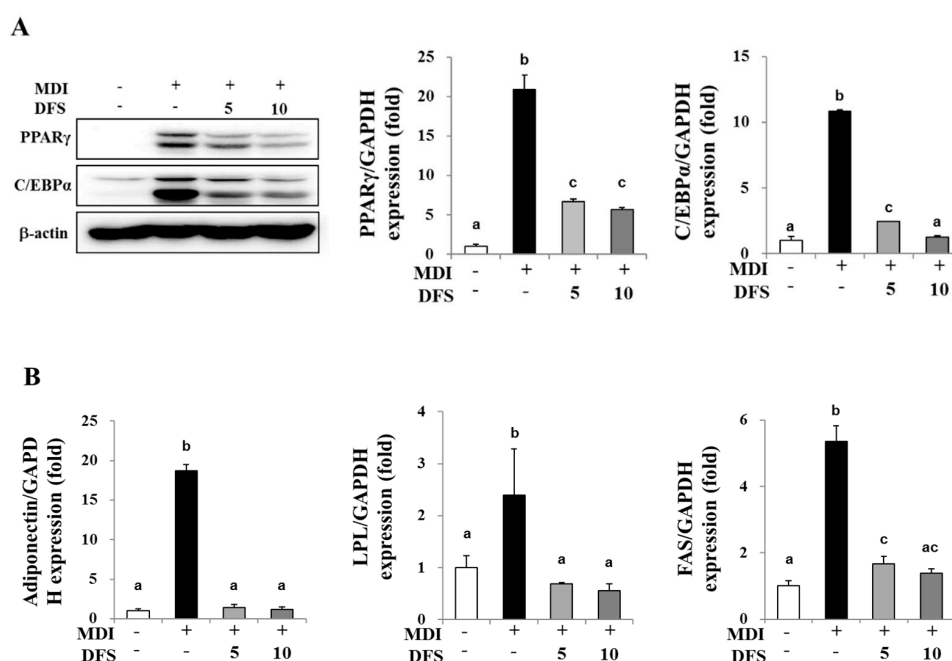 A
MDI - + + +
DFS - - 5 10
PPARγ
C/EBPα
β-actin
PPARγ/GAPDH
expression (fold)
25
20
15
10
5
0
a
b
c
c
MDI - + + +
DFS - - 5 10
C/EBPα/GAPDH
expression (fold)
15
10
5
0
a
b
c
a
MDI - + + +
DFS - - 5 10
B
Adiponectin/GAPD
H expression (fold)
25
20
15
10
5
0
a
b
a
a
MDI - + + +
DFS - - 5 10
LPL/GAPDH
expression (fold)
4
3
2
1
0
a
b
a
a
MDI - + + +
DFS - - 5 10
FAS/GAPDH
expression (fold)
6
4
2
0
a
b
c
ac
MDI - + + +
DFS - - 5 10